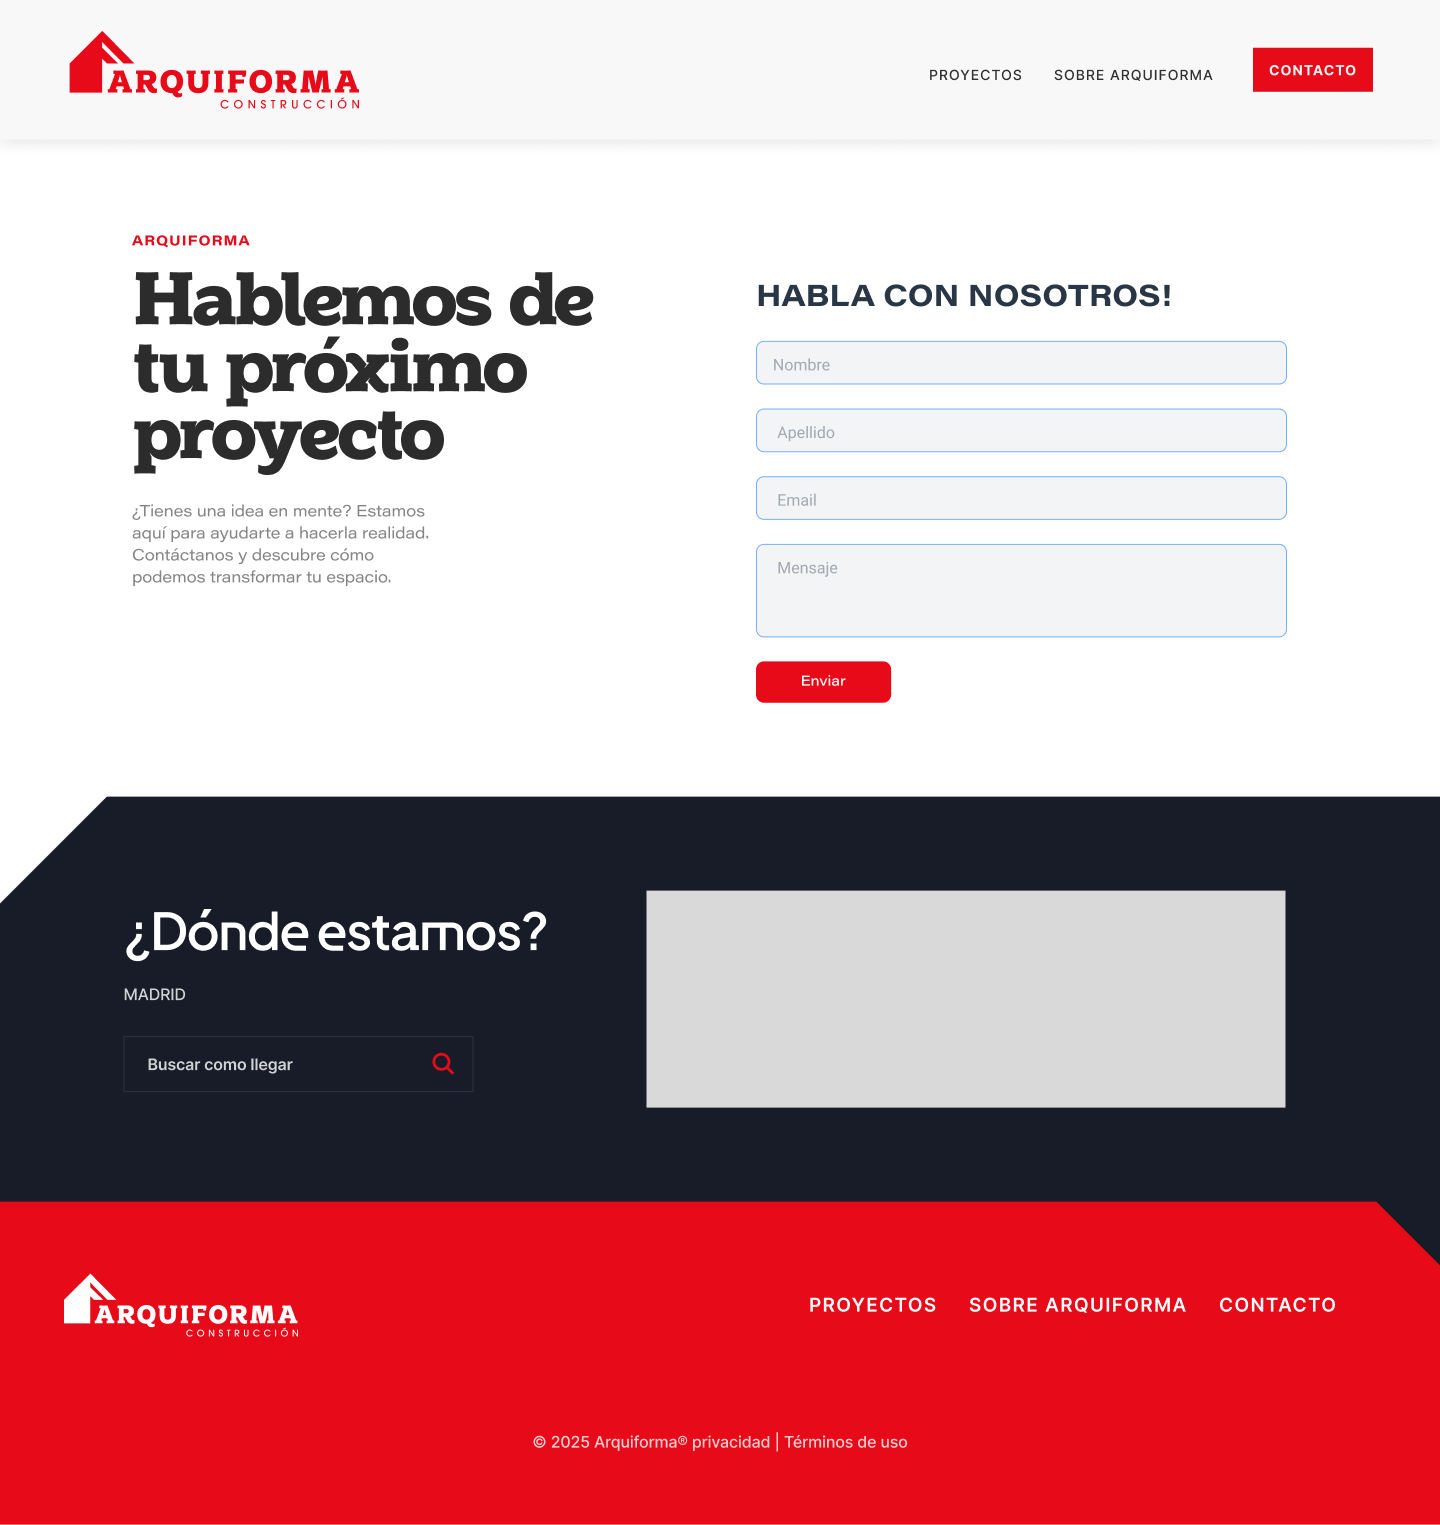 ARQUIFORMA
CONSTRUCCIÓN
PROYECTOS SOBRE ARQUIFORMA CONTACTO
ARQUIFORMA
Hablemos de
tu próximo
proyecto
¿Tienes una idea en mente? Estamos
aquí para ayudarte a hacerla realidad.
Contáctanos y descubre cómo
podemos transformar tu espacio.
HABLA CON NOSOTROS!
Nombre
Apellido
Email
Mensaje
Enviar
¿Dónde estamos?
MADRID
Buscar como llegar
ARQUIFORMA
CONSTRUCCIÓN
PROYECTOS SOBRE ARQUIFORMA CONTACTO
© 2025 Arquiforma® privacidad | Términos de uso